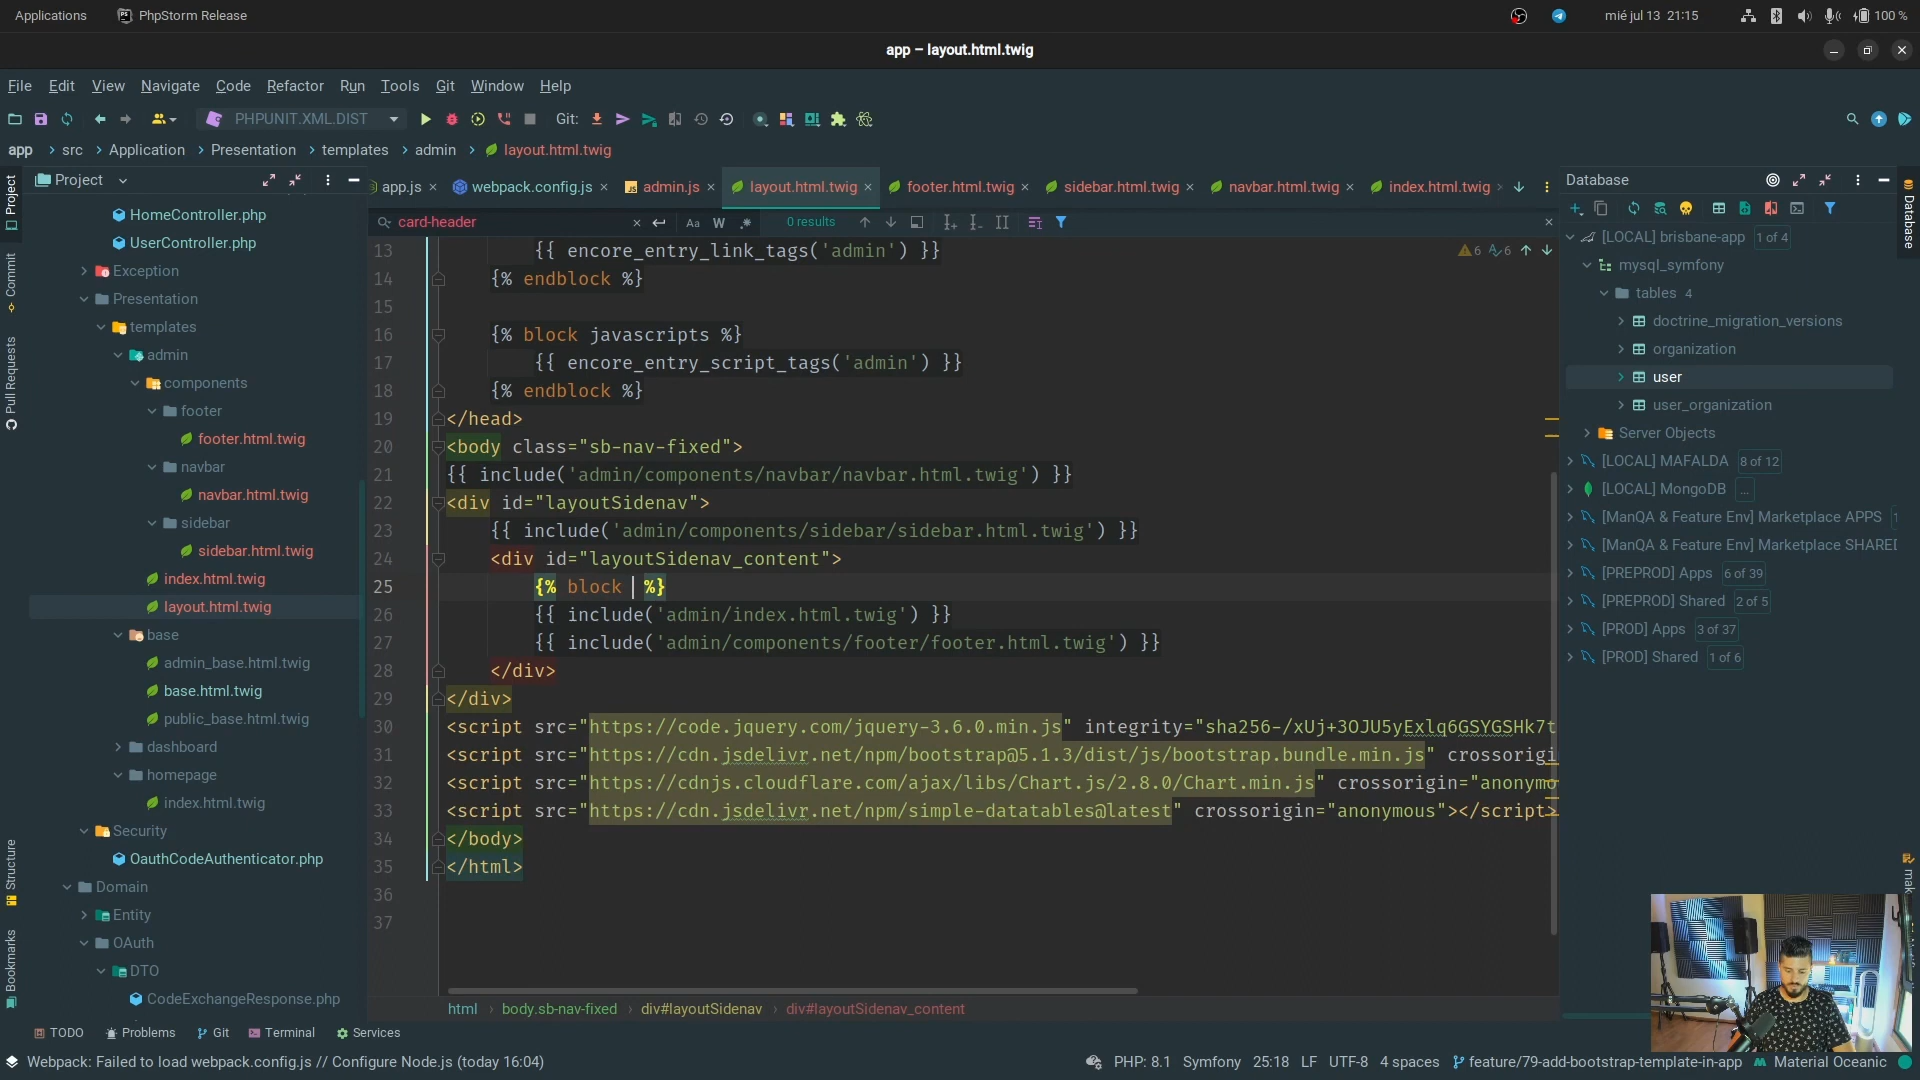 Applications PhpStorm Release mié jul 13 21:15 100 %
app – layout.html.twig
File Edit View Navigate Code Refactor Run Tools Git Window Help
PHPUNIT.XML.DIST Git:
app src Application Presentation templates admin layout.html.twig
Project
app.js webpack.config.js admin.js layout.html.twig footer.html.twig sidebar.html.twig navbar.html.twig index.html.twig
Database
card-header Aa W 0 results
Project
Commit
Pull Requests
Structure
Bookmarks
HomeController.php
UserController.php
Exception
Presentation
templates
admin
components
footer
footer.html.twig
navbar
navbar.html.twig
sidebar
sidebar.html.twig
index.html.twig
layout.html.twig
base
admin_base.html.twig
base.html.twig
public_base.html.twig
dashboard
homepage
index.html.twig
Security
OauthCodeAuthenticator.php
Domain
Entity
OAuth
DTO
CodeExchangeResponse.php
6 6
13 {{ encore_entry_link_tags('admin') }}
14 {% endblock %}
15
16 {% block javascripts %}
17 {{ encore_entry_script_tags('admin') }}
18 {% endblock %}
19 </head>
20 <body class="sb-nav-fixed">
21 {{ include('admin/components/navbar/navbar.html.twig') }}
22 <div id="layoutSidenav">
23 {{ include('admin/components/sidebar/sidebar.html.twig') }}
24 <div id="layoutSidenav_content">
25 {% block %}
26 {{ include('admin/index.html.twig') }}
27 {{ include('admin/components/footer/footer.html.twig') }}
28 </div>
29 </div>
30 <script src="https://code.jquery.com/jquery-3.6.0.min.js" integrity="sha256-/xUj+3OJU5yExlq6GSYGSHk7t
31 <script src="https://cdn.jsdelivr.net/npm/bootstrap@5.1.3/dist/js/bootstrap.bundle.min.js" crossorigi
32 <script src="https://cdnjs.cloudflare.com/ajax/libs/Chart.js/2.8.0/Chart.min.js" crossorigin="anonymo
33 <script src="https://cdn.jsdelivr.net/npm/simple-datatables@latest" crossorigin="anonymous"></script>
34 </body>
35 </html>
36
37
html body.sb-nav-fixed div#layoutSidenav div#layoutSidenav_content
Database
[LOCAL] brisbane-app 1 of 4
mysql_symfony
tables 4
doctrine_migration_versions
organization
user
user_organization
Server Objects
[LOCAL] MAFALDA 8 of 12
[LOCAL] MongoDB ...
[ManQA & Feature Env] Marketplace APPS
[ManQA & Feature Env] Marketplace SHARED
[PREPROD] Apps 6 of 39
[PREPROD] Shared 2 of 5
[PROD] Apps 3 of 37
[PROD] Shared 1 of 6
mak
TODO Problems Git Terminal Services
Webpack: Failed to load webpack.config.js // Configure Node.js (today 16:04) PHP: 8.1 Symfony 25:18 LF UTF-8 4 spaces feature/79-add-bootstrap-template-in-app Material Oceanic